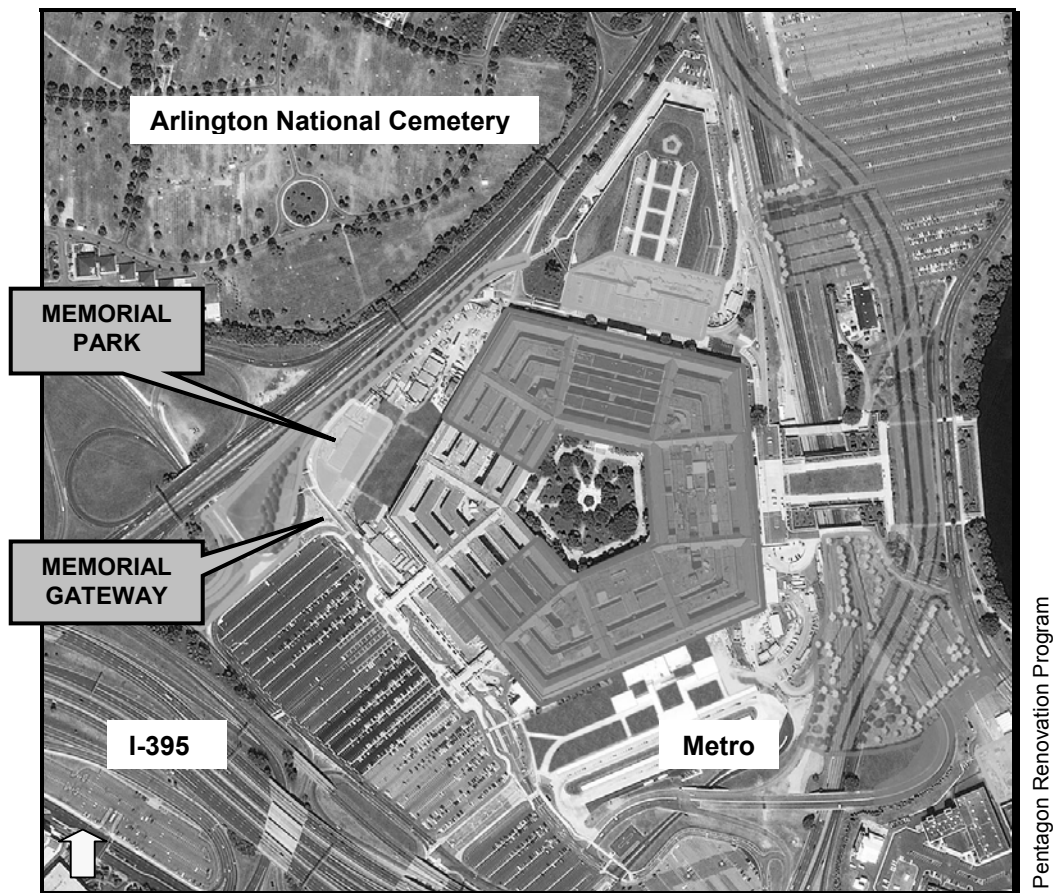 Arlington National Cemetery
MEMORIAL
PARK
MEMORIAL
GATEWAY
I-395
Metro
Pentagon Renovation Program